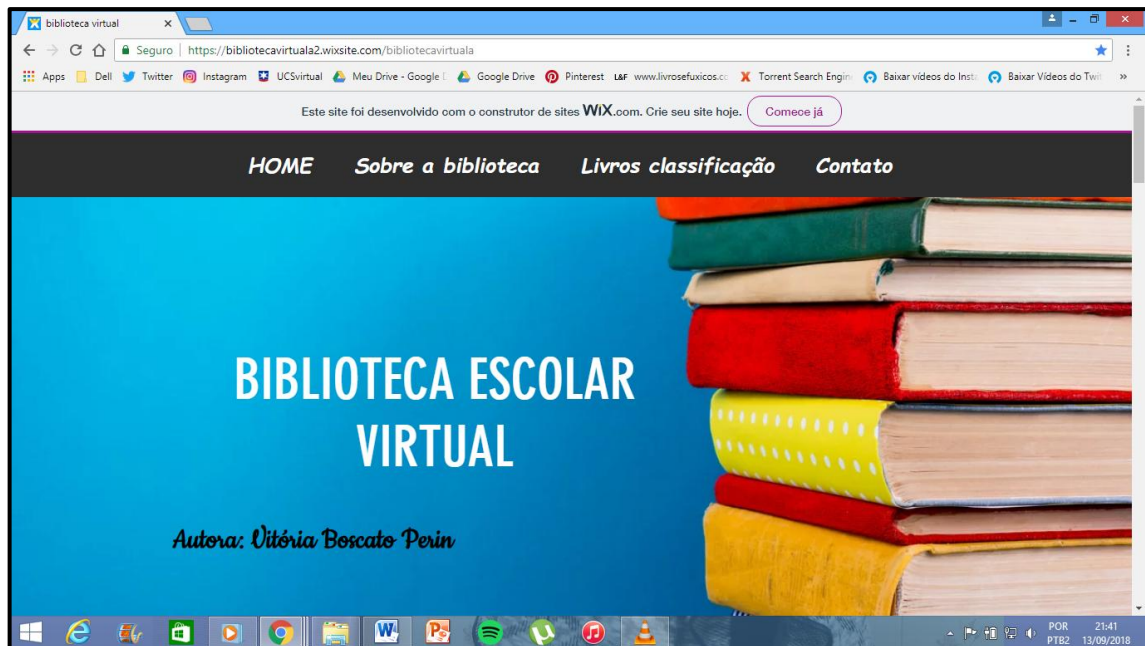 biblioteca virtual
Seguro | https://bibliotecavirtuala2.wixsite.com/bibliotecavirtuala
Apps Dell Twitter Instagram UCSvirtual Meu Drive - Google Google Drive Pinterest L&F www.livrosefuxicos.co Torrent Search Engin Baixar vídeos do Inst Baixar Vídeos do Twit »
Este site foi desenvolvido com o construtor de sites WiX.com. Crie seu site hoje. Comece já
HOME Sobre a biblioteca Livros classificação Contato
BIBLIOTECA ESCOLAR
VIRTUAL
Autora: Vitória Boscato Perin
POR 21:41
PTB2 13/09/2018